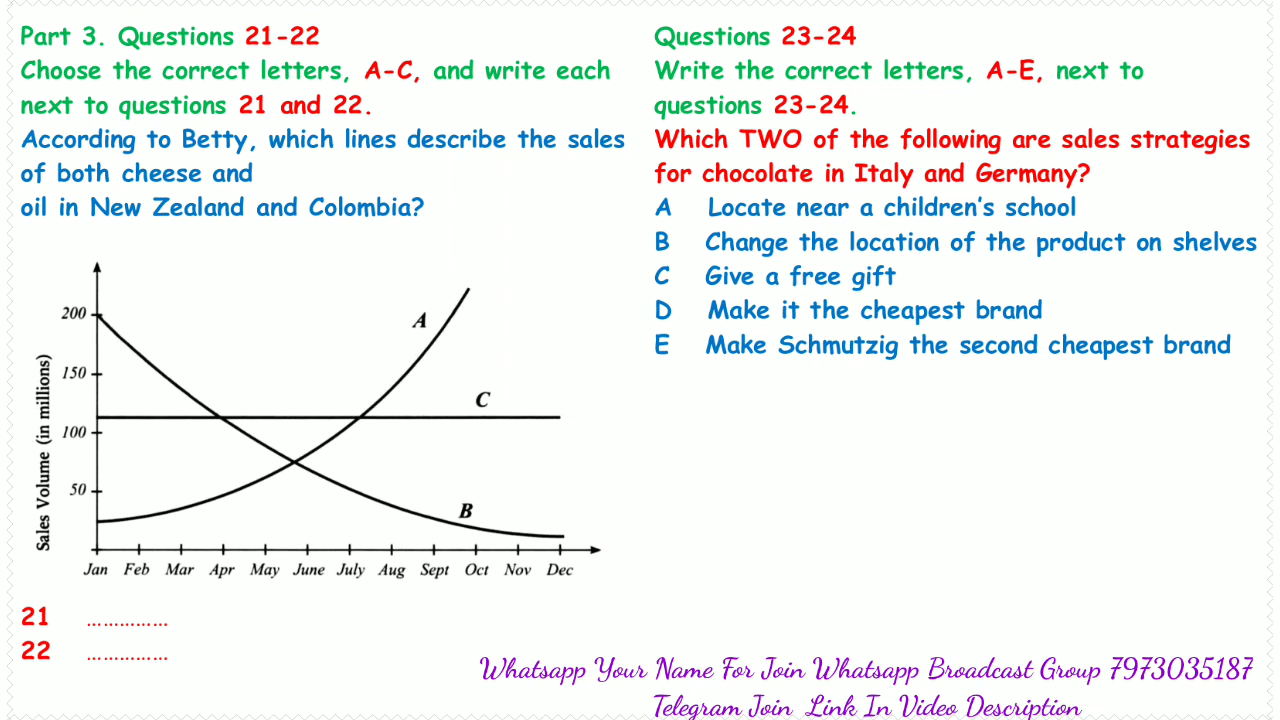 Part 3. Questions 21-22
Choose the correct letters, A-C, and write each
next to questions 21 and 22.
According to Betty, which lines describe the sales
of both cheese and
oil in New Zealand and Colombia?
Sales Volume (in millions)
200
150
100
50
A
C
B
Jan Feb Mar Apr May June July Aug Sept Oct Nov Dec
21 ……………
22 ……………
Questions 23-24
Write the correct letters, A-E, next to
questions 23-24.
Which TWO of the following are sales strategies
for chocolate in Italy and Germany?
A Locate near a children’s school
B Change the location of the product on shelves
C Give a free gift
D Make it the cheapest brand
E Make Schmutzig the second cheapest brand
Whatsapp Your Name For Join Whatsapp Broadcast Group 7973035187
Telegram Join Link In Video Description